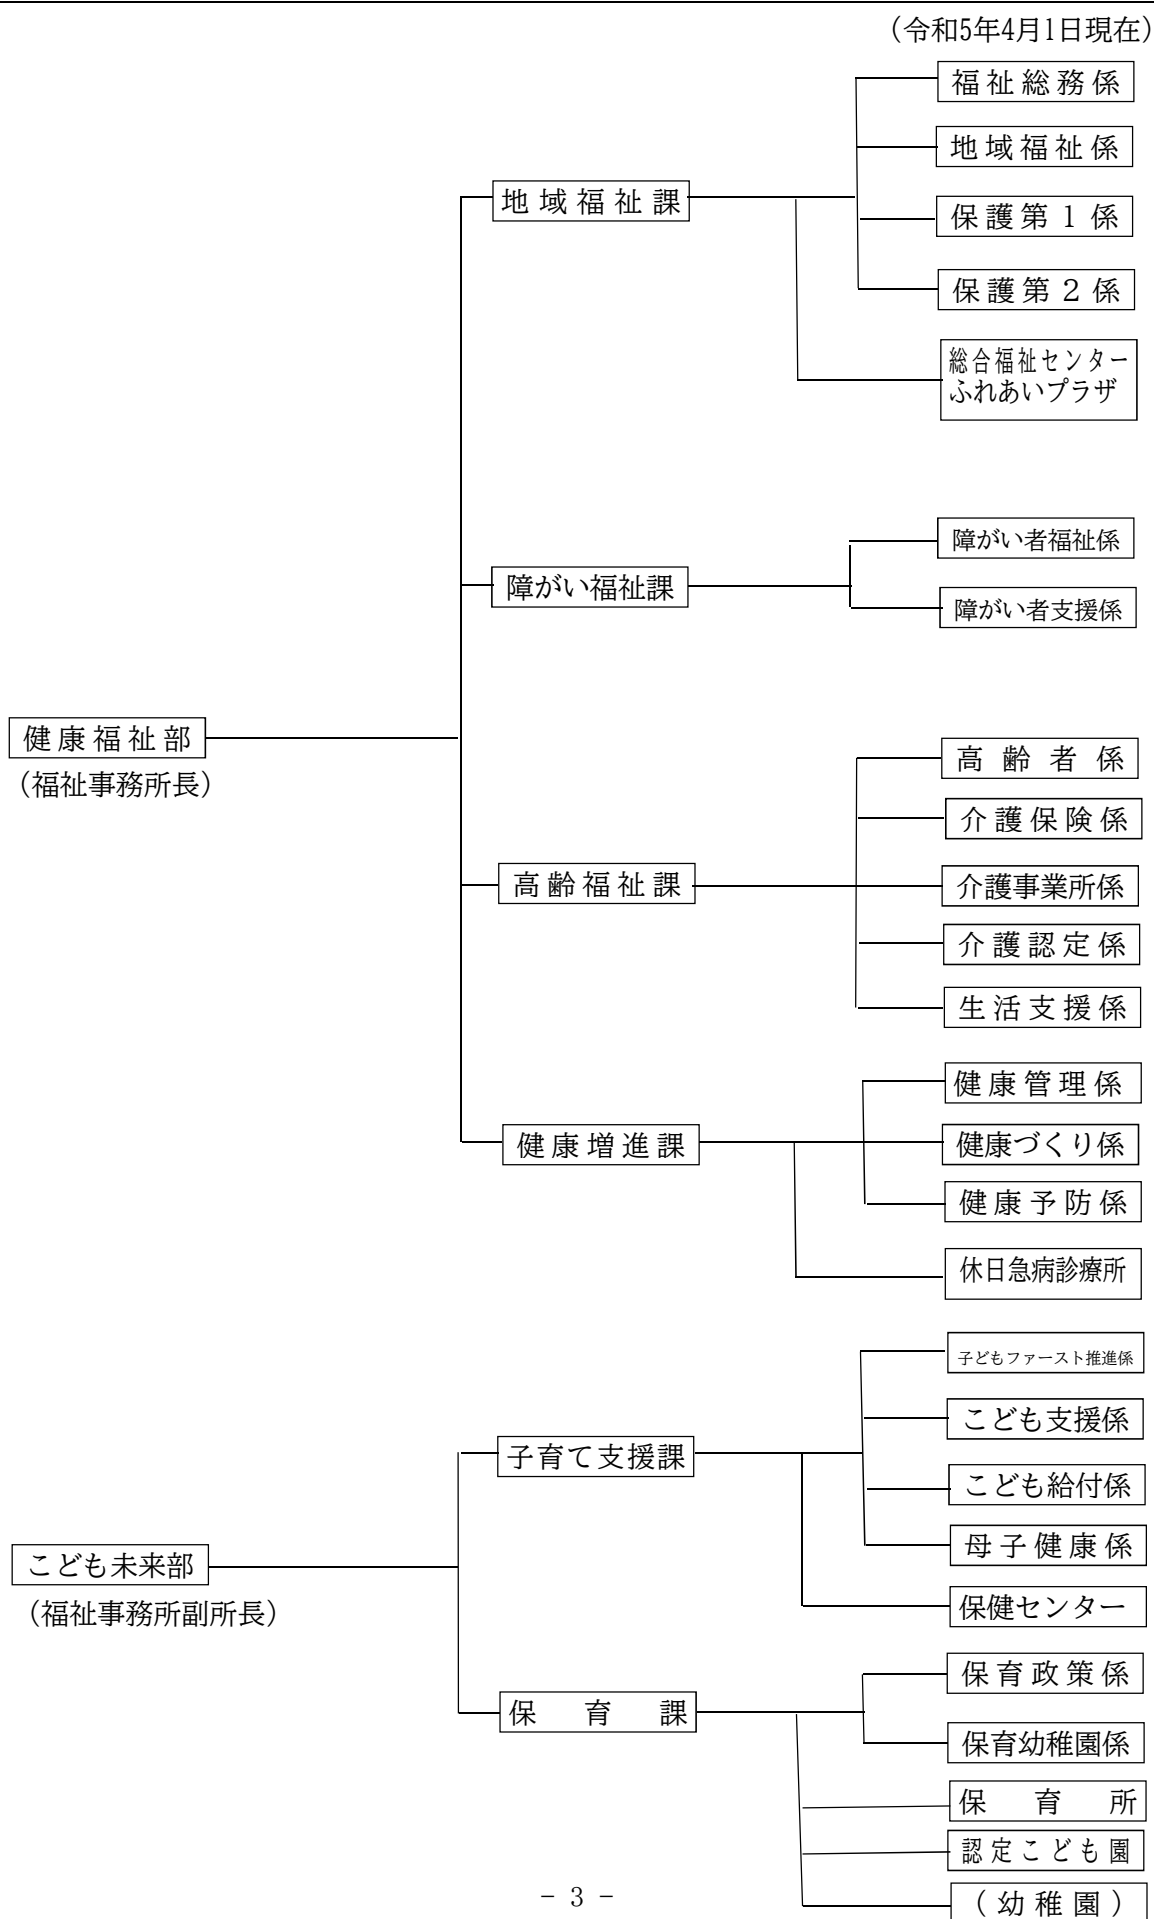 （令和5年4月1日現在）
福祉総務係
地域福祉係
地域福祉課
保護第１係
保護第２係
総合福祉センター
ふれあいプラザ
障がい者福祉係
障がい福祉課
障がい者支援係
健康福祉部
（福祉事務所長）
高齢者係
介護保険係
高齢福祉課
介護事業所係
介護認定係
生活支援係
健康管理係
健康増進課
健康づくり係
健康予防係
休日急病診療所
子どもファースト推進係
こども支援係
子育て支援課
こども給付係
母子健康係
こども未来部
（福祉事務所副所長）
保健センター
保育政策係
保育課
保育幼稚園係
保育所
認定こども園
（幼稚園）
- 3 -